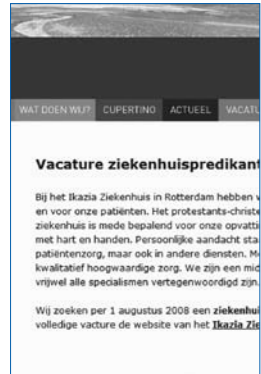 WAT DOEN WIJ? CUPERTINO ACTUEEL VACATU
Vacature ziekenhuispredikant
Bij het Ikazia Ziekenhuis in Rotterdam hebben v
en voor onze patiënten. Het protestants-christe
ziekenhuis is mede bepalend voor onze opvatti
met hart en handen. Persoonlijke aandacht sta
patiëntenzorg, maar ook in andere diensten. M
kwalitatief hoogwaardige zorg. We zijn een mid
vrijwel alle specialismen vertegenwoordigd zijn.
Wij zoeken per 1 augustus 2008 een ziekenhui
volledige vacture de website van het Ikazia Zie